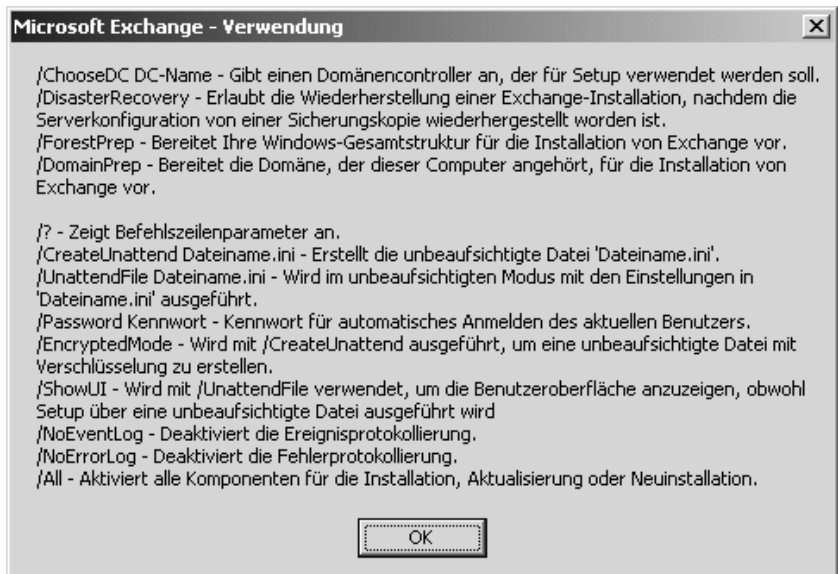 Microsoft Exchange - Verwendung
/ChooseDC DC-Name - Gibt einen Domänencontroller an, der für Setup verwendet werden soll.
/DisasterRecovery - Erlaubt die Wiederherstellung einer Exchange-Installation, nachdem die
Serverkonfiguration von einer Sicherungskopie wiederhergestellt worden ist.
/ForestPrep - Bereitet Ihre Windows-Gesamtstruktur für die Installation von Exchange vor.
/DomainPrep - Bereitet die Domäne, der dieser Computer angehört, für die Installation von
Exchange vor.
/? - Zeigt Befehlszeilenparameter an.
/CreateUnattend Dateiname.ini - Erstellt die unbeaufsichtigte Datei 'Dateiname.ini'.
/UnattendFile Dateiname.ini - Wird im unbeaufsichtigten Modus mit den Einstellungen in
'Dateiname.ini' ausgeführt.
/Password Kennwort - Kennwort für automatisches Anmelden des aktuellen Benutzers.
/EncryptedMode - Wird mit /CreateUnattend ausgeführt, um eine unbeaufsichtigte Datei mit
Verschlüsselung zu erstellen.
/ShowUI - Wird mit /UnattendFile verwendet, um die Benutzeroberfläche anzuzeigen, obwohl
Setup über eine unbeaufsichtigte Datei ausgeführt wird
/NoEventLog - Deaktiviert die Ereignisprotokollierung.
/NoErrorLog - Deaktiviert die Fehlerprotokollierung.
/All - Aktiviert alle Komponenten für die Installation, Aktualisierung oder Neuinstallation.
OK